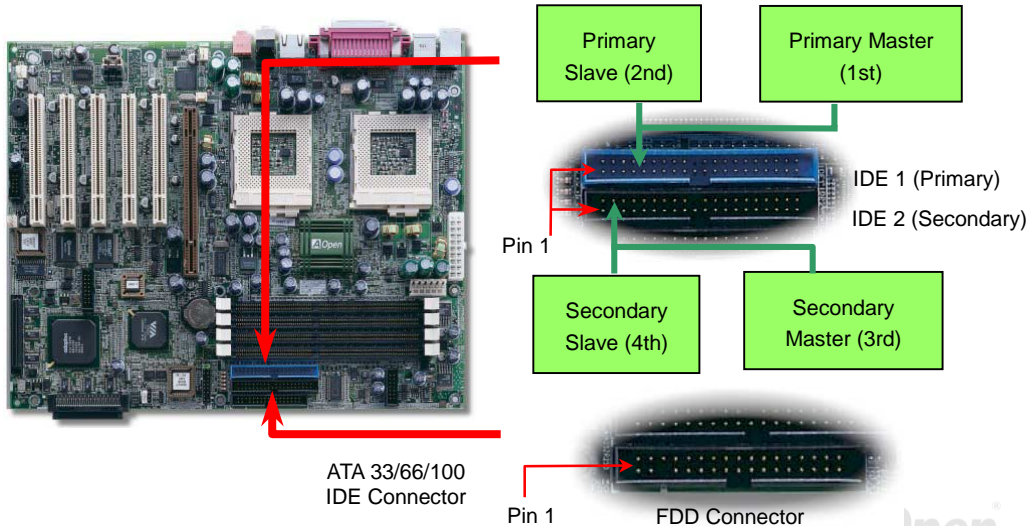 Primary
Slave (2nd)
Primary Master
(1st)
AOpen
IDE 1 (Primary)
IDE 2 (Secondary)
Pin 1
Secondary
Slave (4th)
Secondary
Master (3rd)
ATA 33/66/100
IDE Connector
Pin 1
FDD Connector